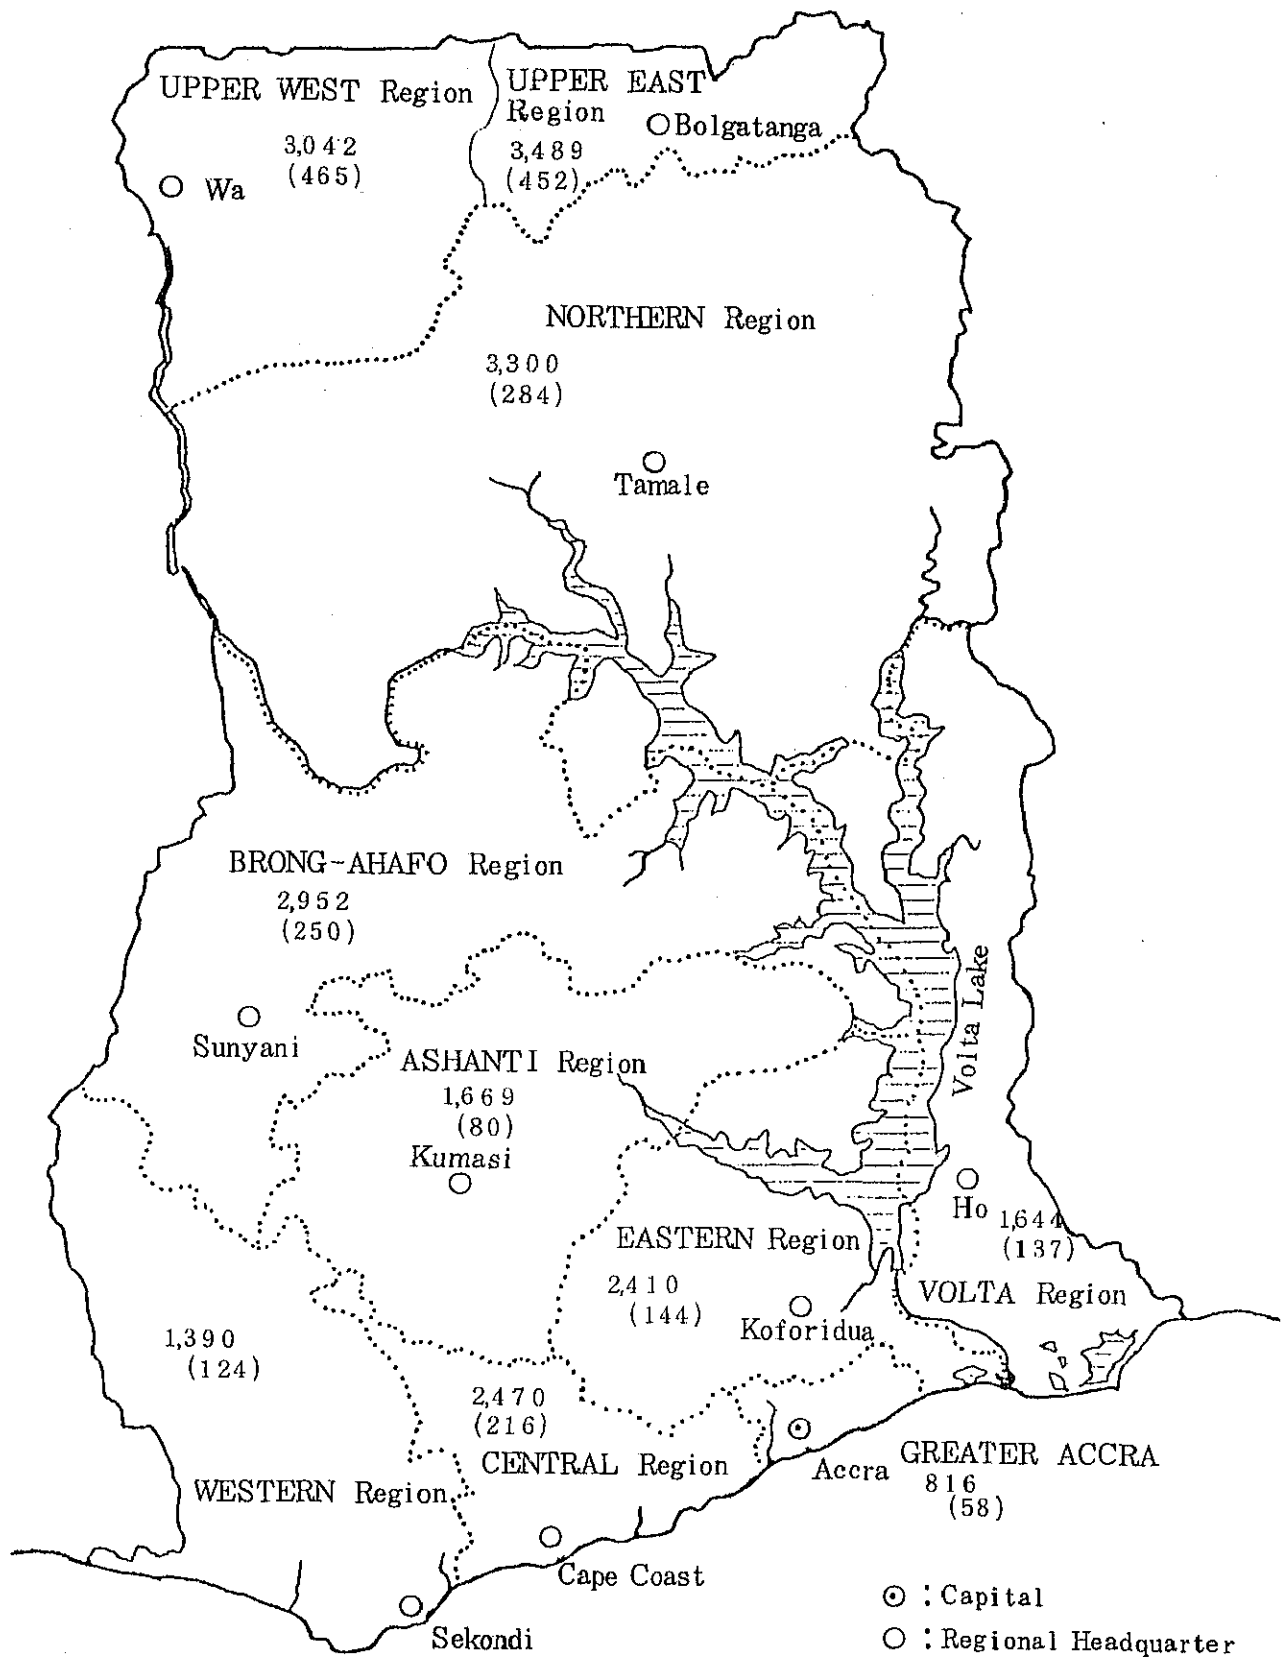 UPPER WEST Region
3,042
(465)
Wa
UPPER EAST
Region
Bolgatanga
3,489
(452)
NORTHERN Region
3,300
(284)
Tamale
BRONG-AHAFO Region
2,952
(250)
Sunyani
Volta Lake
ASHANTI Region
1,669
(80)
Kumasi
Ho
1,644
(137)
VOLTA Region
EASTERN Region
2,410
(144)
Koforidua
1,390
(124)
WESTERN Region
2,470
(216)
CENTRAL Region
Accra
GREATER ACCRA
816
(58)
Cape Coast
Sekondi
: Capital
: Regional Headquarter